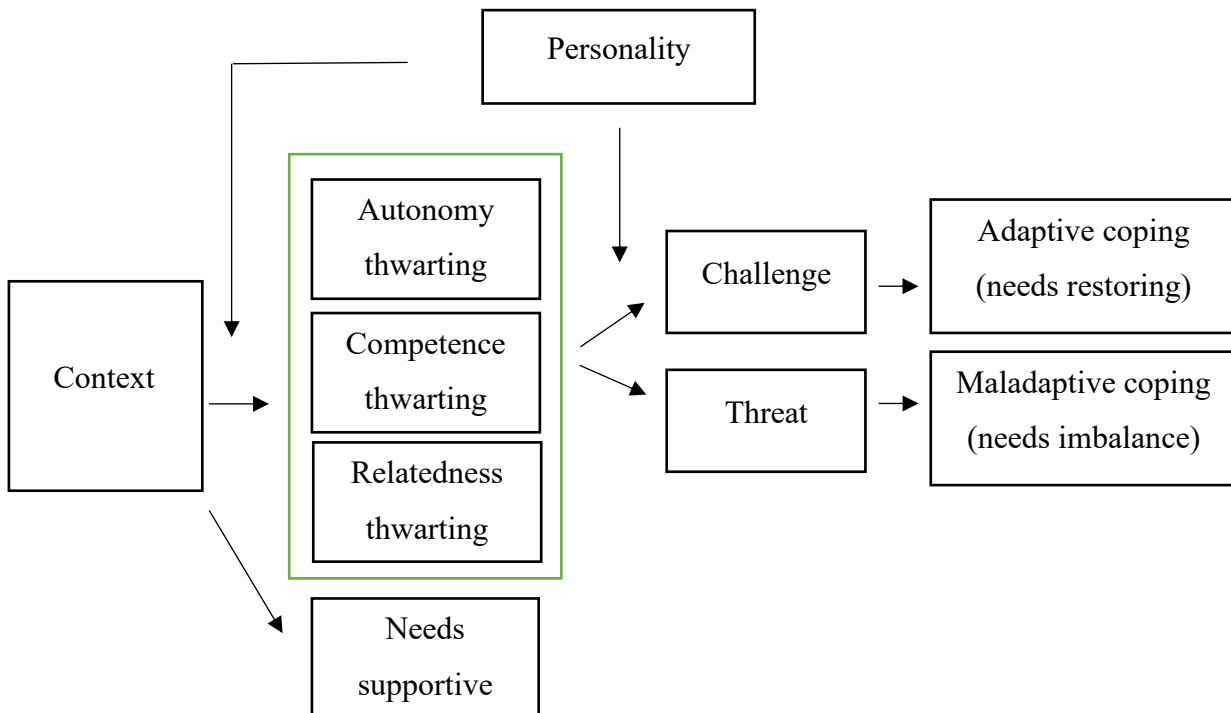 Personality
Autonomy
thwarting
Competence
thwarting
Relatedness
thwarting
Context
Needs
supportive
Challenge
Threat
Adaptive coping
(needs restoring)
Maladaptive coping
(needs imbalance)